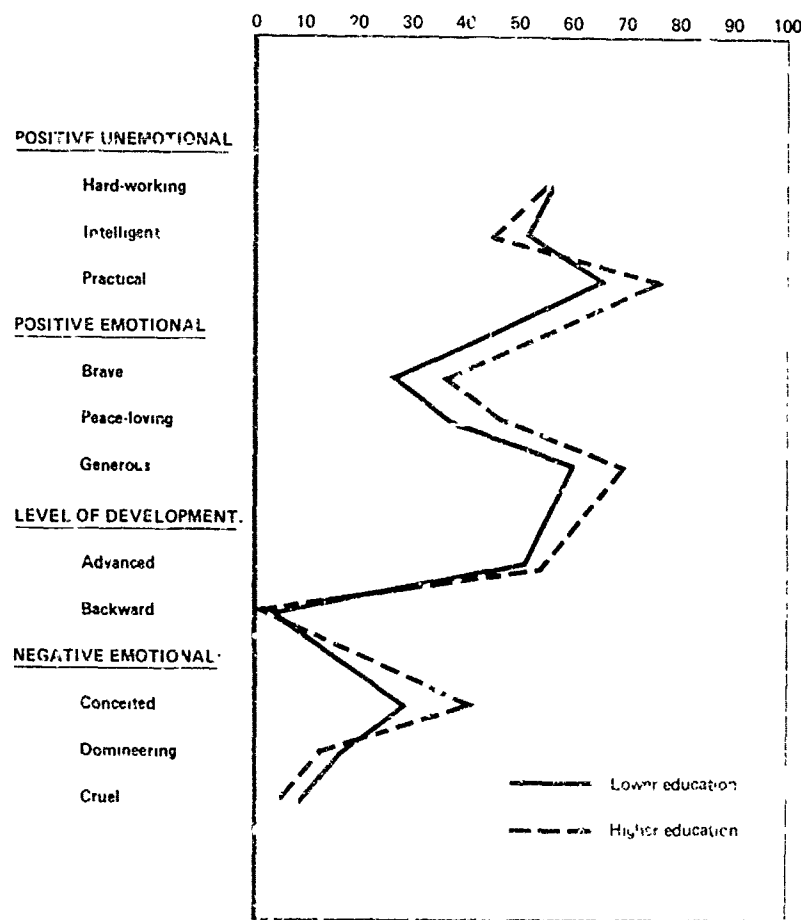 0 10 20 30 40 50 60 70 80 90 100
POSITIVE UNEMOTIONAL
Hard-working
Intelligent
Practical
POSITIVE EMOTIONAL
Brave
Peace-loving
Generous
LEVEL OF DEVELOPMENT.
Advanced
Backward
NEGATIVE EMOTIONAL
Conceited
Domineering
Cruel
Lower education
Higher education